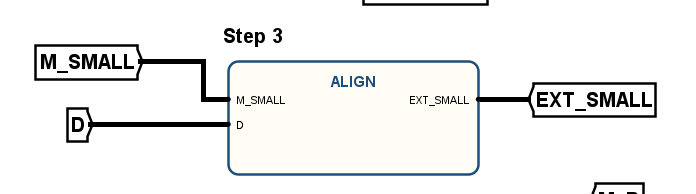 Step 3
M_SMALL
ALIGN
M_SMALL
EXT_SMALL
EXT_SMALL
D
D